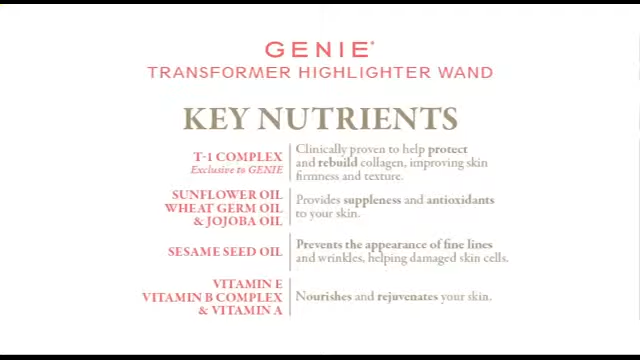 GENIE®
TRANSFORMER HIGHLIGHTER WAND
KEY NUTRIENTS
T-1 COMPLEX
Exclusive to GENIE
Clinically proven to help protect
and rebuild collagen, improving skin
firmness and texture.
SUNFLOWER OIL
WHEAT GERM OIL
& JOJOBA OIL
Provides suppleness and antioxidants
to your skin.
SESAME SEED OIL
Prevents the appearance of fine lines
and wrinkles, helping damaged skin cells.
VITAMIN E
VITAMIN B COMPLEX
& VITAMIN A
Nourishes and rejuvenates your skin.